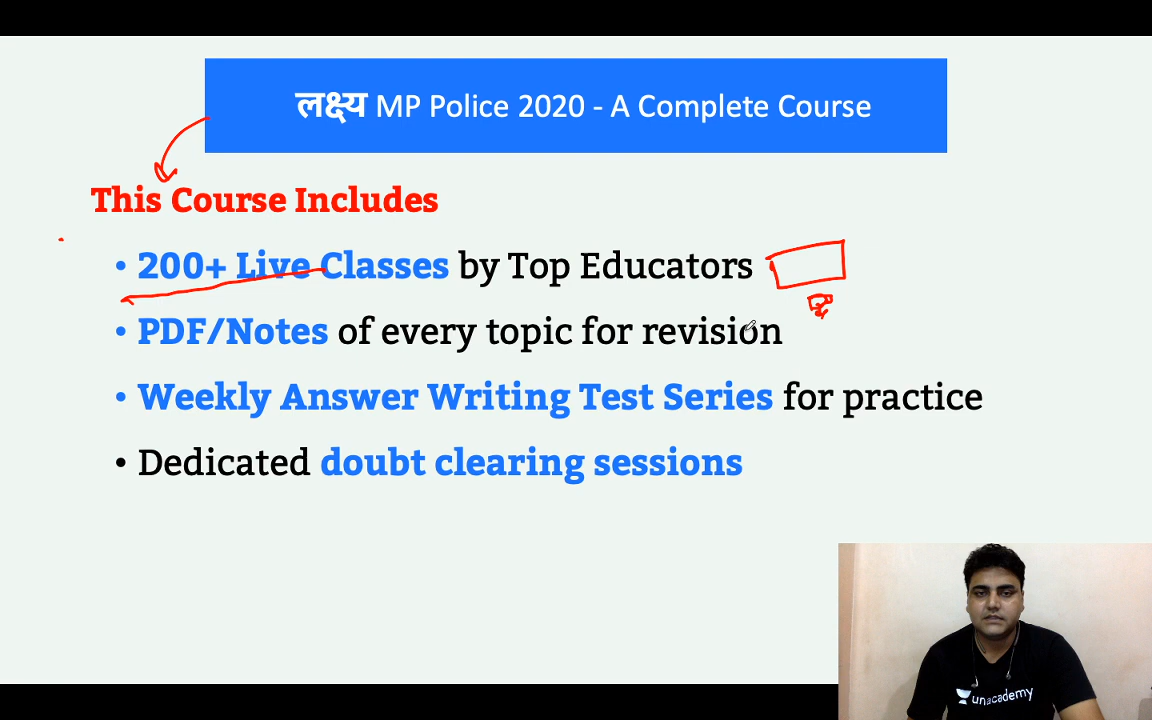 लक्ष्य MP Police 2020 - A Complete Course
This Course Includes
• 200+ Live Classes by Top Educators
• PDF/Notes of every topic for revision
• Weekly Answer Writing Test Series for practice
• Dedicated doubt clearing sessions
unacademy